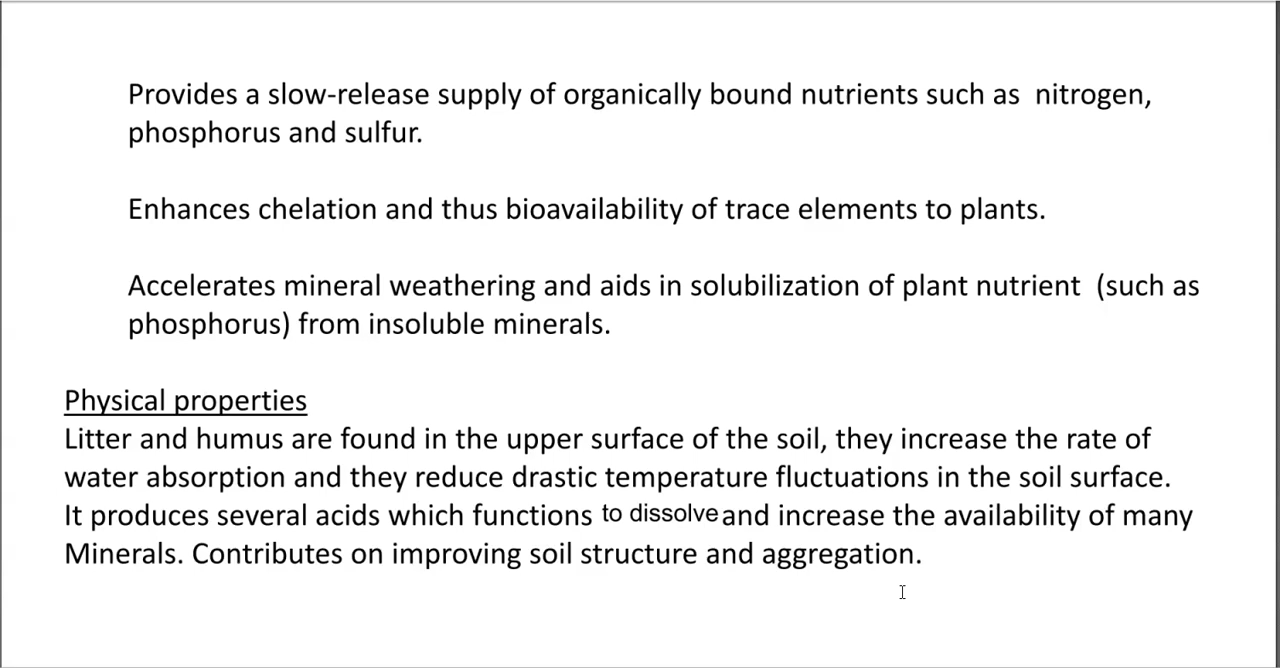 Provides a slow-release supply of organically bound nutrients such as  nitrogen,
phosphorus and sulfur.
Enhances chelation and thus bioavailability of trace elements to plants.
Accelerates mineral weathering and aids in solubilization of plant nutrient  (such as
phosphorus) from insoluble minerals.
Physical properties
Litter and humus are found in the upper surface of the soil, they increase the rate of
water absorption and they reduce drastic temperature fluctuations in the soil surface.
It produces several acids which functions to dissolve and increase the availability of many
Minerals. Contributes on improving soil structure and aggregation.